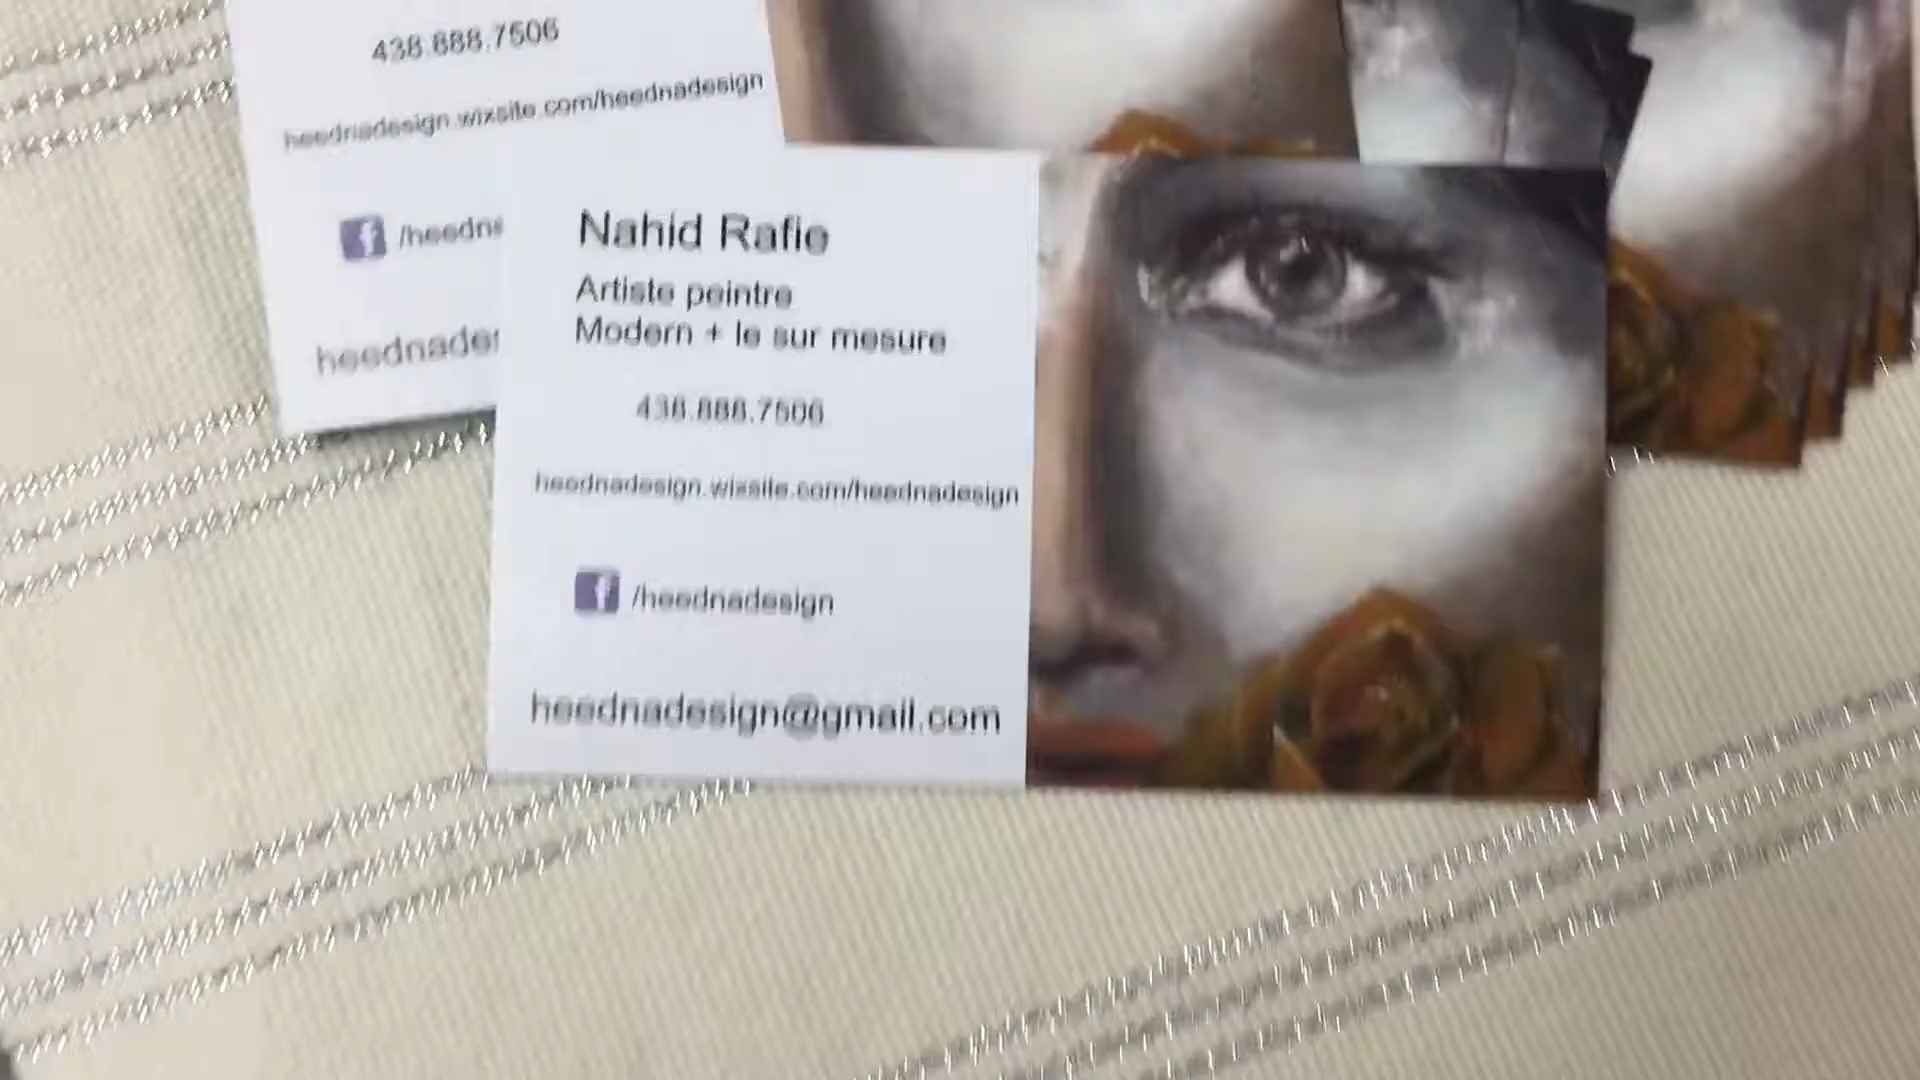 438.888.7506
heednadesign.wixsite.com/heednadesign
Nahid Rafie
Artiste peintre
Modern + le sur mesure
438.888.7506
heednadesign.wixsite.com/heednadesign
/heednadesign
heednadesign@gmail.com